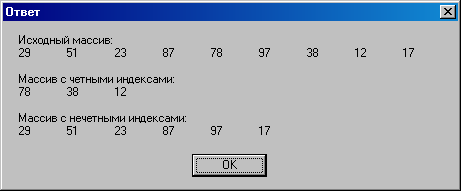 Ответ
Исходный массив:
29 51 23 87 78 97 38 12 17
Массив с четными индексами:
78 38 12
Массив с нечетными индексами:
29 51 23 87 97 17
OK